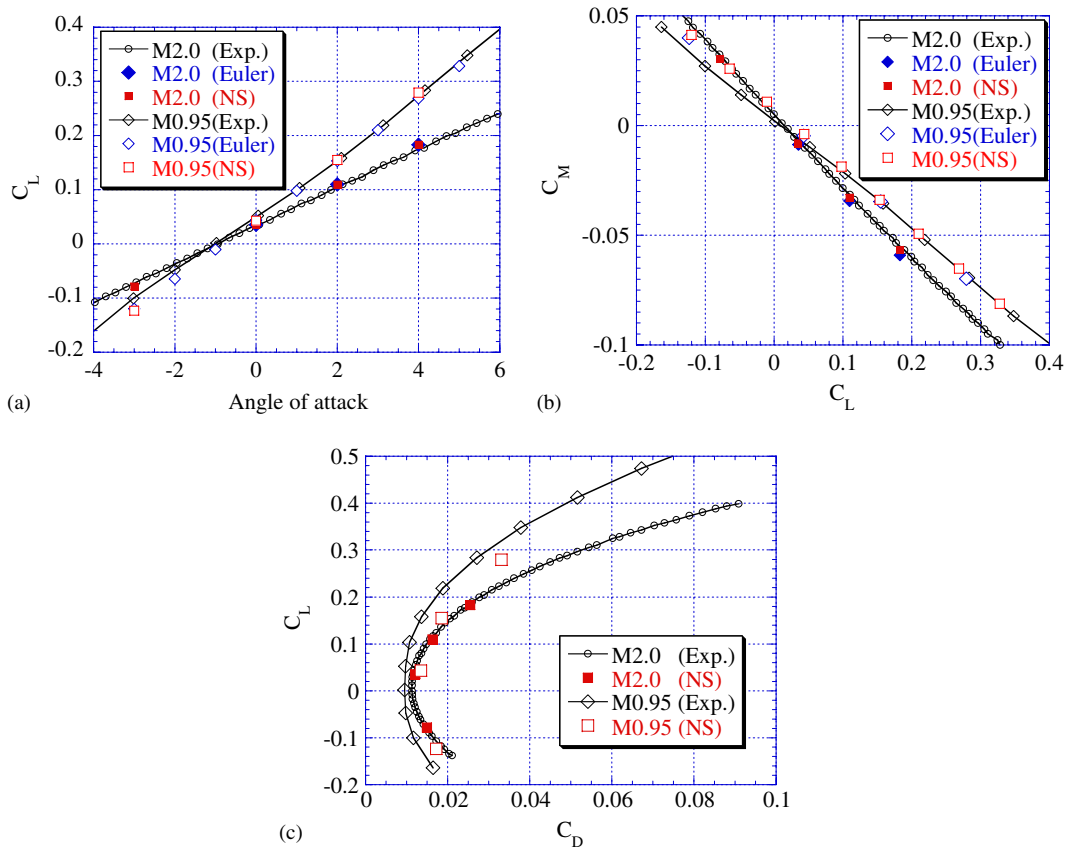 0.4
0.3
0.2
0.1
0
-0.1
-0.2
C_L
M2.0 (Exp.)
M2.0 (Euler)
M2.0 (NS)
M0.95(Exp.)
M0.95(Euler)
M0.95(NS)
-4 -2 0 2 4 6
(a) Angle of attack
0.05
0
-0.05
-0.1
C_M
M2.0 (Exp.)
M2.0 (Euler)
M2.0 (NS)
M0.95(Exp.)
M0.95(Euler)
M0.95(NS)
-0.2 -0.1 0 0.1 0.2 0.3 0.4
(b) C_L
0.5
0.4
0.3
0.2
0.1
0
-0.1
-0.2
C_L
M2.0 (Exp.)
M2.0 (NS)
M0.95 (Exp.)
M0.95 (NS)
0 0.02 0.04 0.06 0.08 0.1
(c) C_D